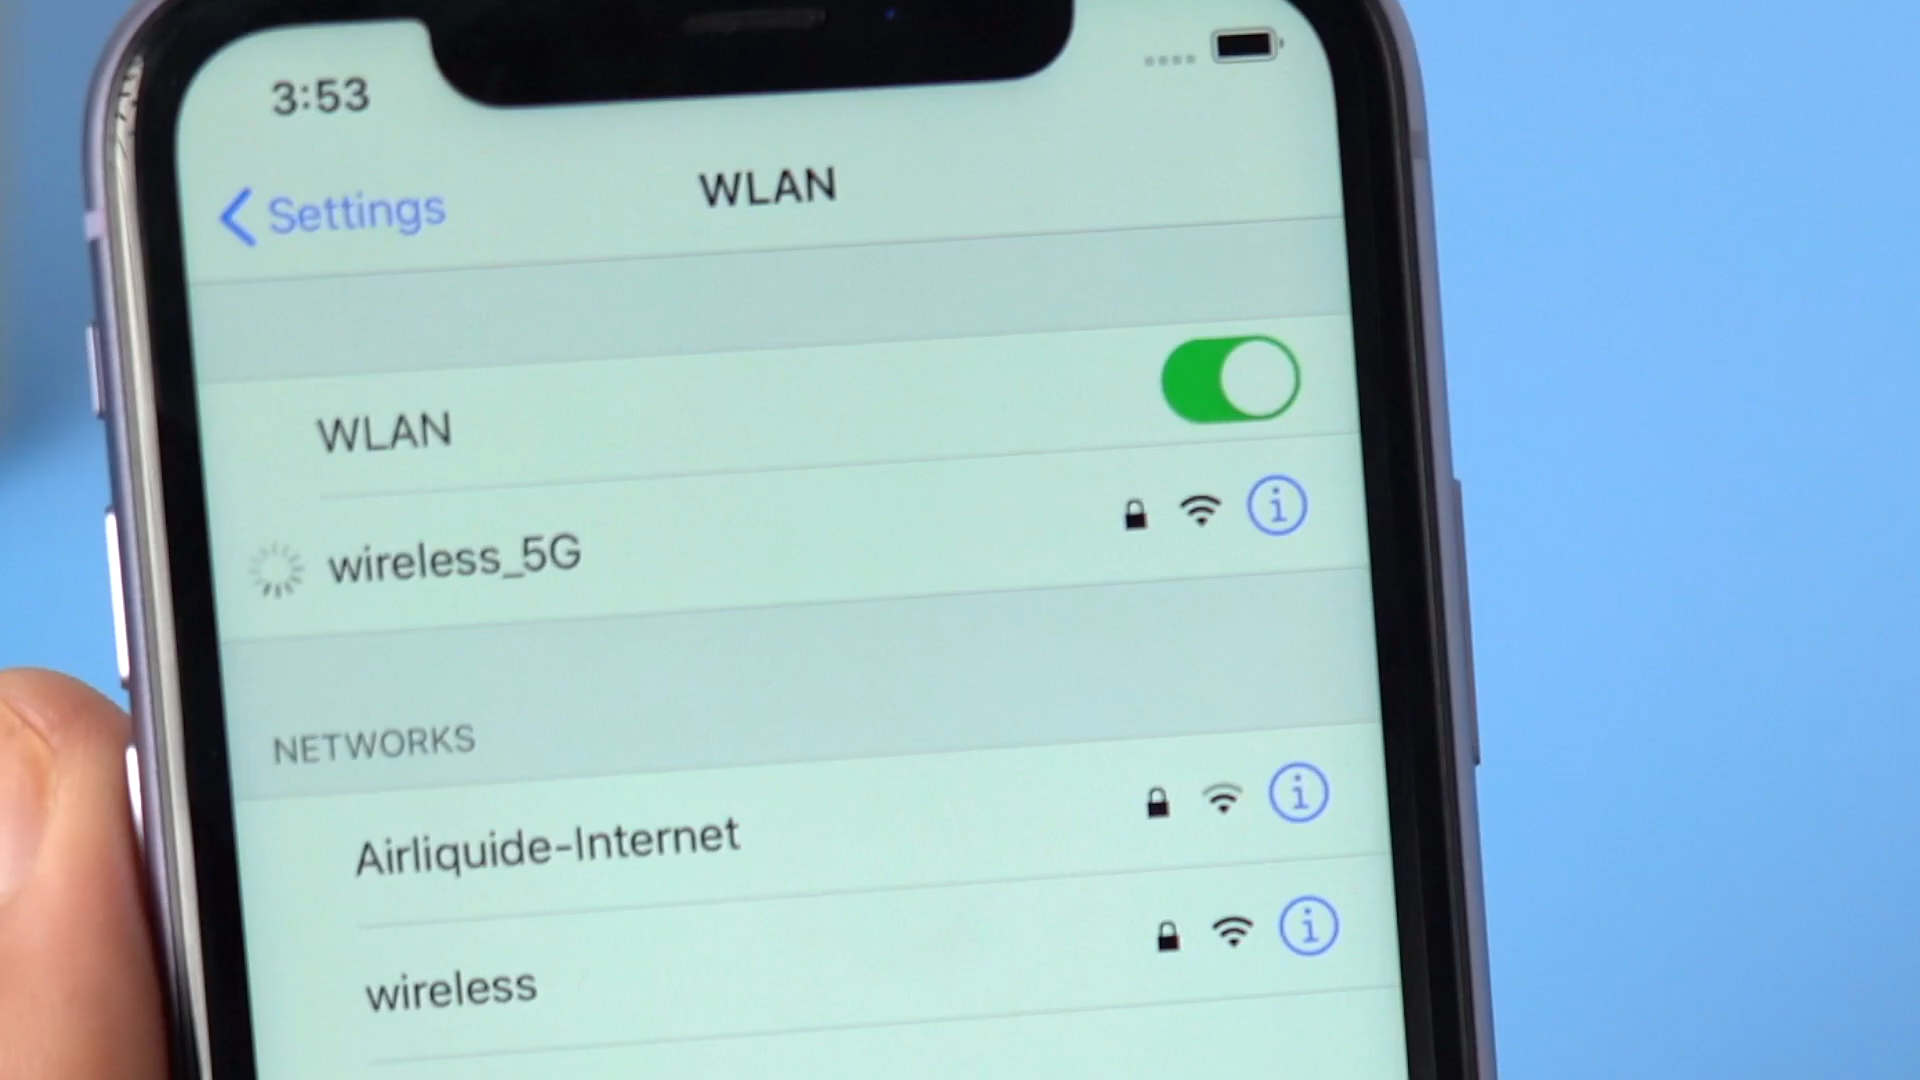 3:53
Settings
WLAN
WLAN
wireless_5G
NETWORKS
Airliquide-Internet
wireless